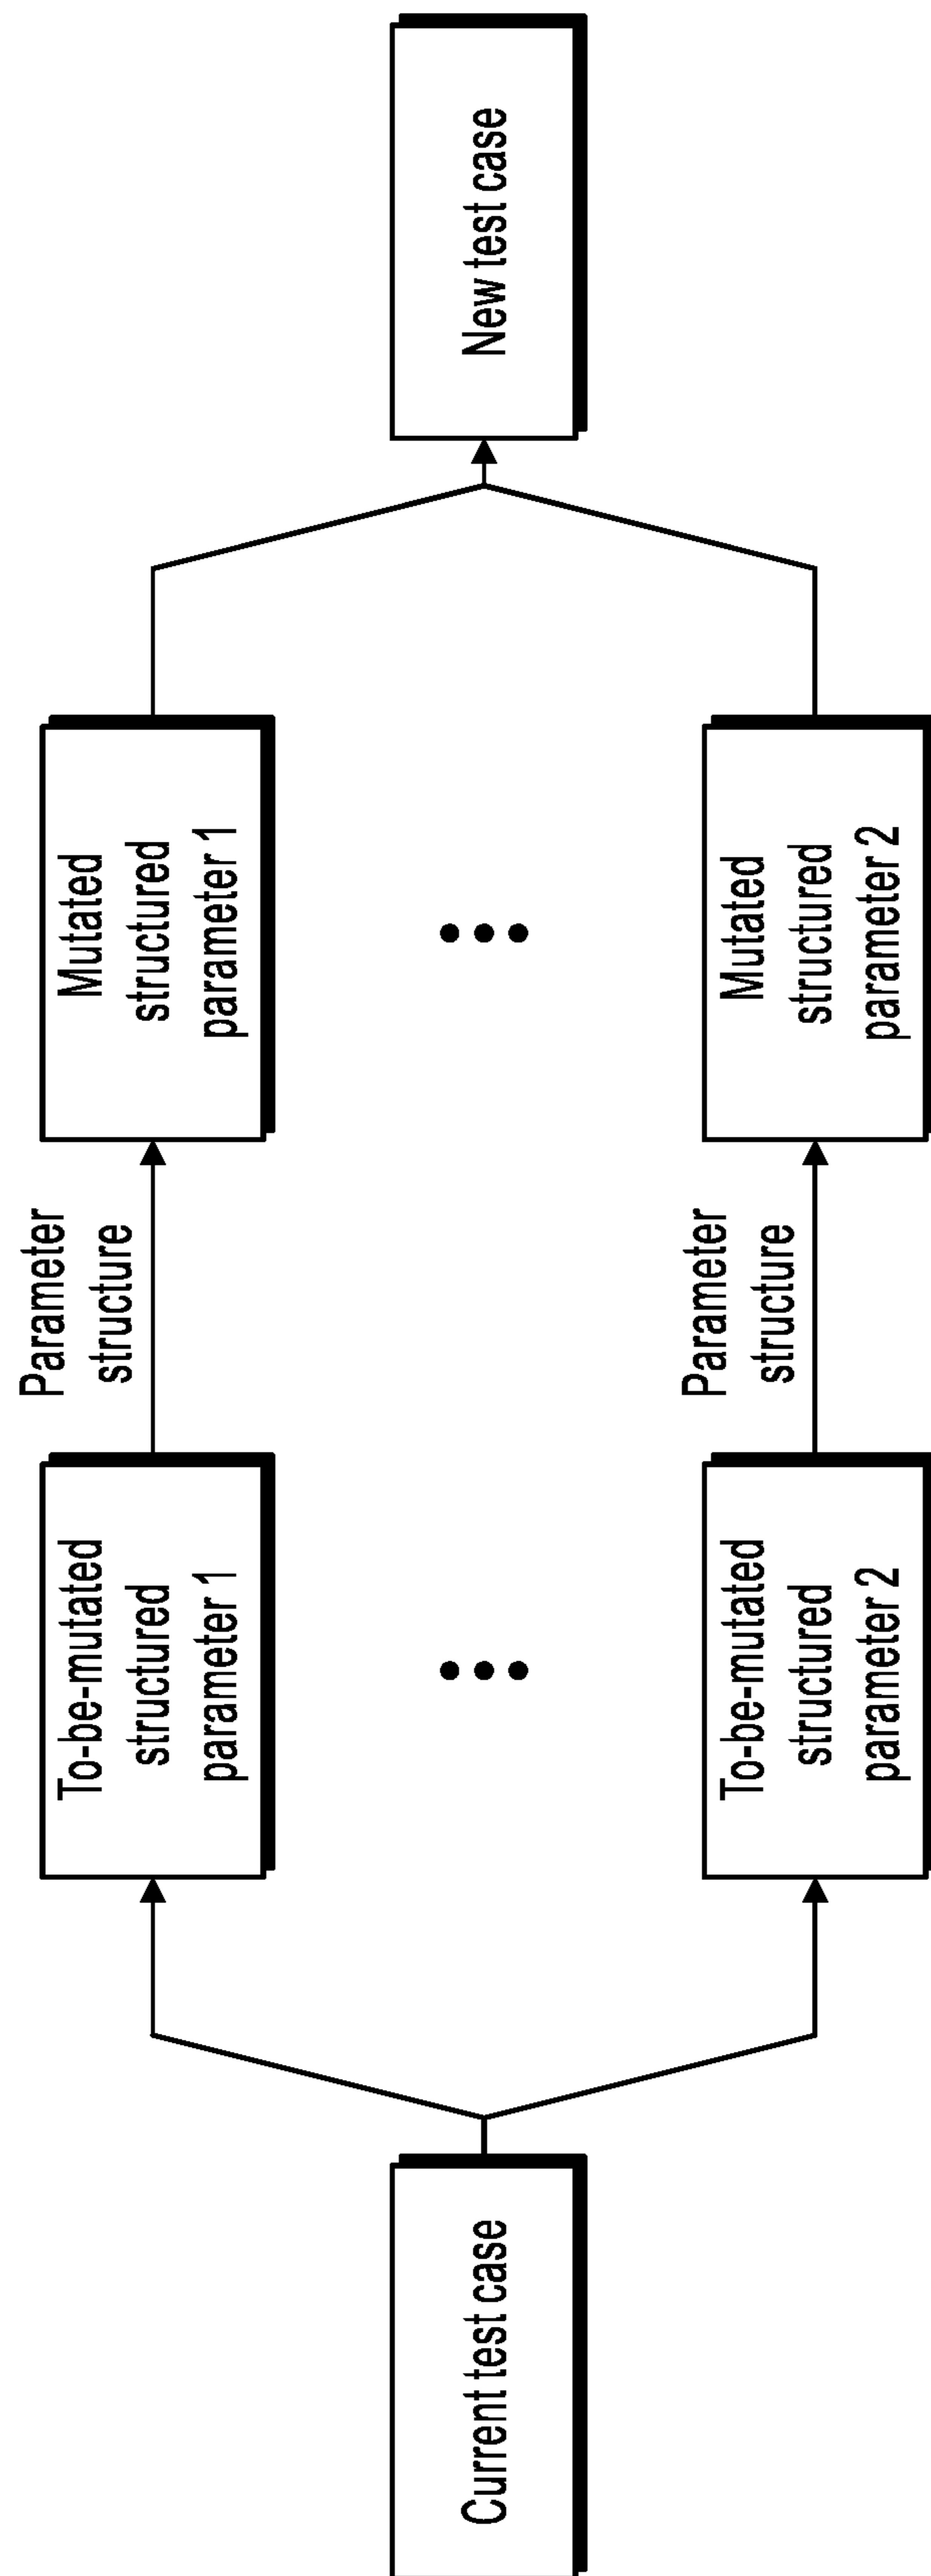 Current test case
To-be-mutated
structured
parameter 1
To-be-mutated
structured
parameter 2
Parameter
structure
Parameter
structure
Mutated
structured
parameter 1
Mutated
structured
parameter 2
New test case